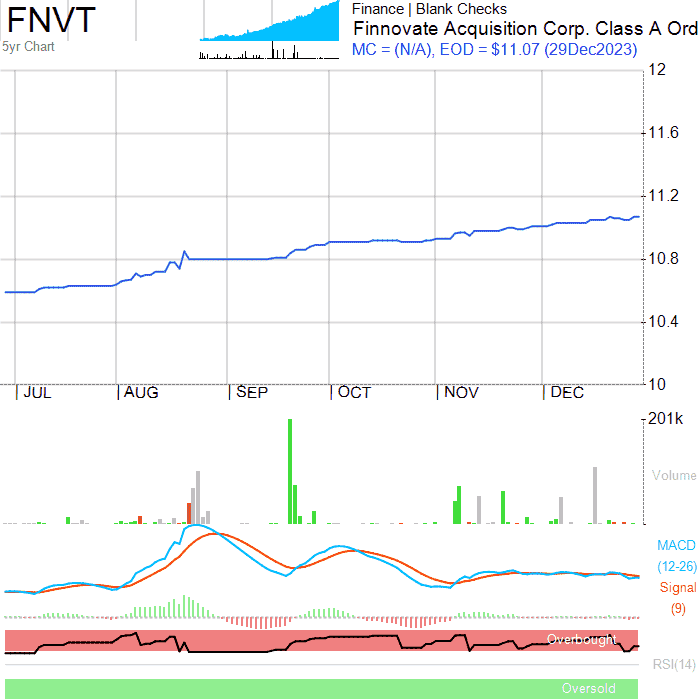 FNVT
5yr Chart
Finance | Blank Checks
Finnovate Acquisition Corp. Class A Ord
MC = (N/A), EOD = $11.07 (29Dec2023)
12
11.6
11.2
10.8
10.4
10
| JUL | AUG | SEP | OCT | NOV | DEC
201k
Volume
MACD
(12-26)
Signal
(9)
Overbought
RSI(14)
Oversold